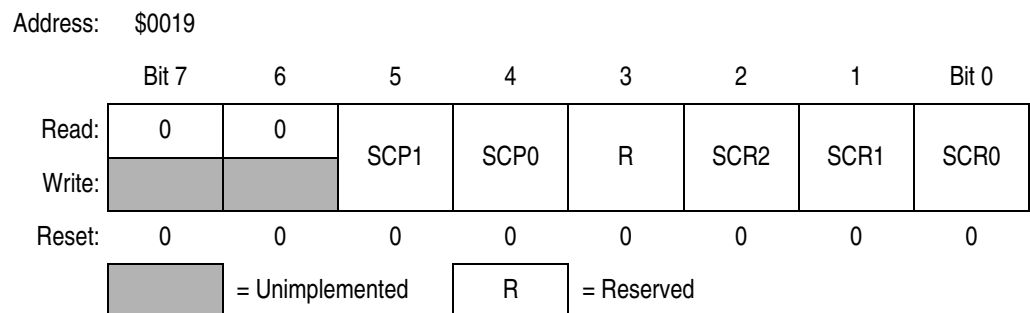 Address: $0019
Bit 7 6 5 4 3 2 1 Bit 0
Read: 0 0 SCP1 SCP0 R SCR2 SCR1 SCR0
Write:
Reset: 0 0 0 0 0 0 0 0
= Unimplemented R = Reserved